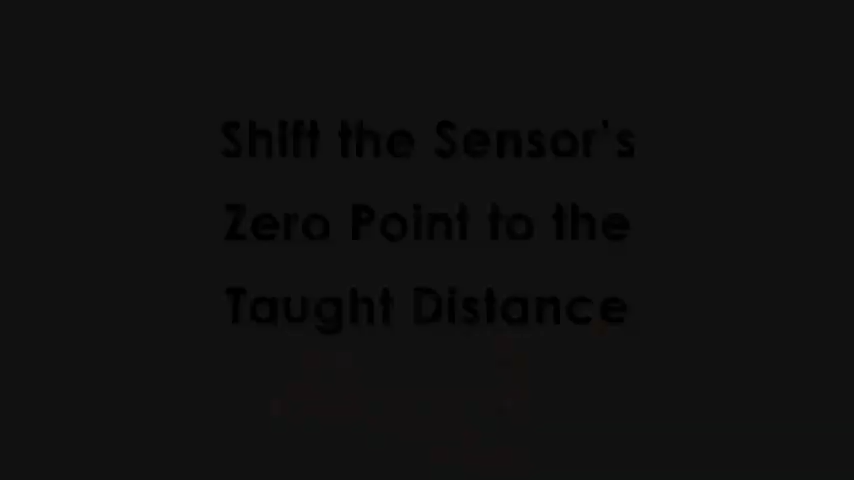 Shift the Sensor's
Zero Point to the
Taught Distance